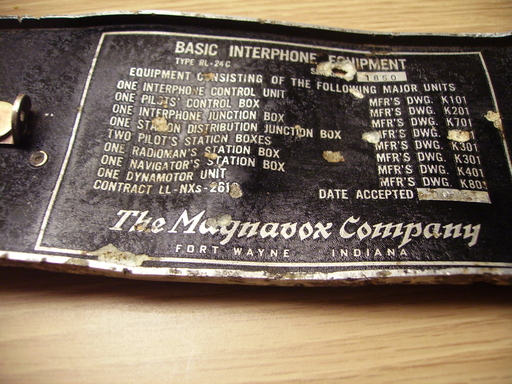 BASIC INTERPHONE EQUIPMENT
TYPE RL-24C 1860
EQUIPMENT CONSISTING OF THE FOLLOWING MAJOR UNITS
ONE INTERPHONE CONTROL UNIT MFR'S DWG. K101
ONE PILOTS' CONTROL BOX MFR'S DWG. K201
ONE INTERPHONE JUNCTION BOX MFR'S DWG. K701
ONE STATION DISTRIBUTION JUNCTION BOX MFR'S DWG.
TWO PILOT'S STATION BOXES MFR'S DWG. K301
ONE RADIOMAN'S STATION BOX MFR'S DWG. K301
ONE NAVIGATOR'S STATION BOX MFR'S DWG. K401
ONE DYNAMOTOR UNIT MFR'S DWG. K80
CONTRACT LL-NXs-261 DATE ACCEPTED
The Magnavox Company
FORT WAYNE INDIANA